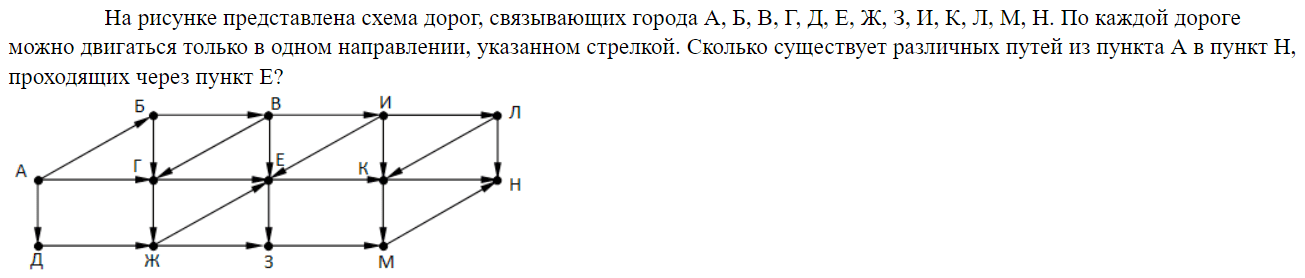 На рисунке представлена схема дорог, связывающих города А, Б, В, Г, Д, Е, Ж, З, И, К, Л, М, Н. По каждой дороге
можно двигаться только в одном направлении, указанном стрелкой. Сколько существует различных путей из пункта А в пункт Н,
проходящих через пункт Е?
Б В И Л
А Г Е К Н
Д Ж З М